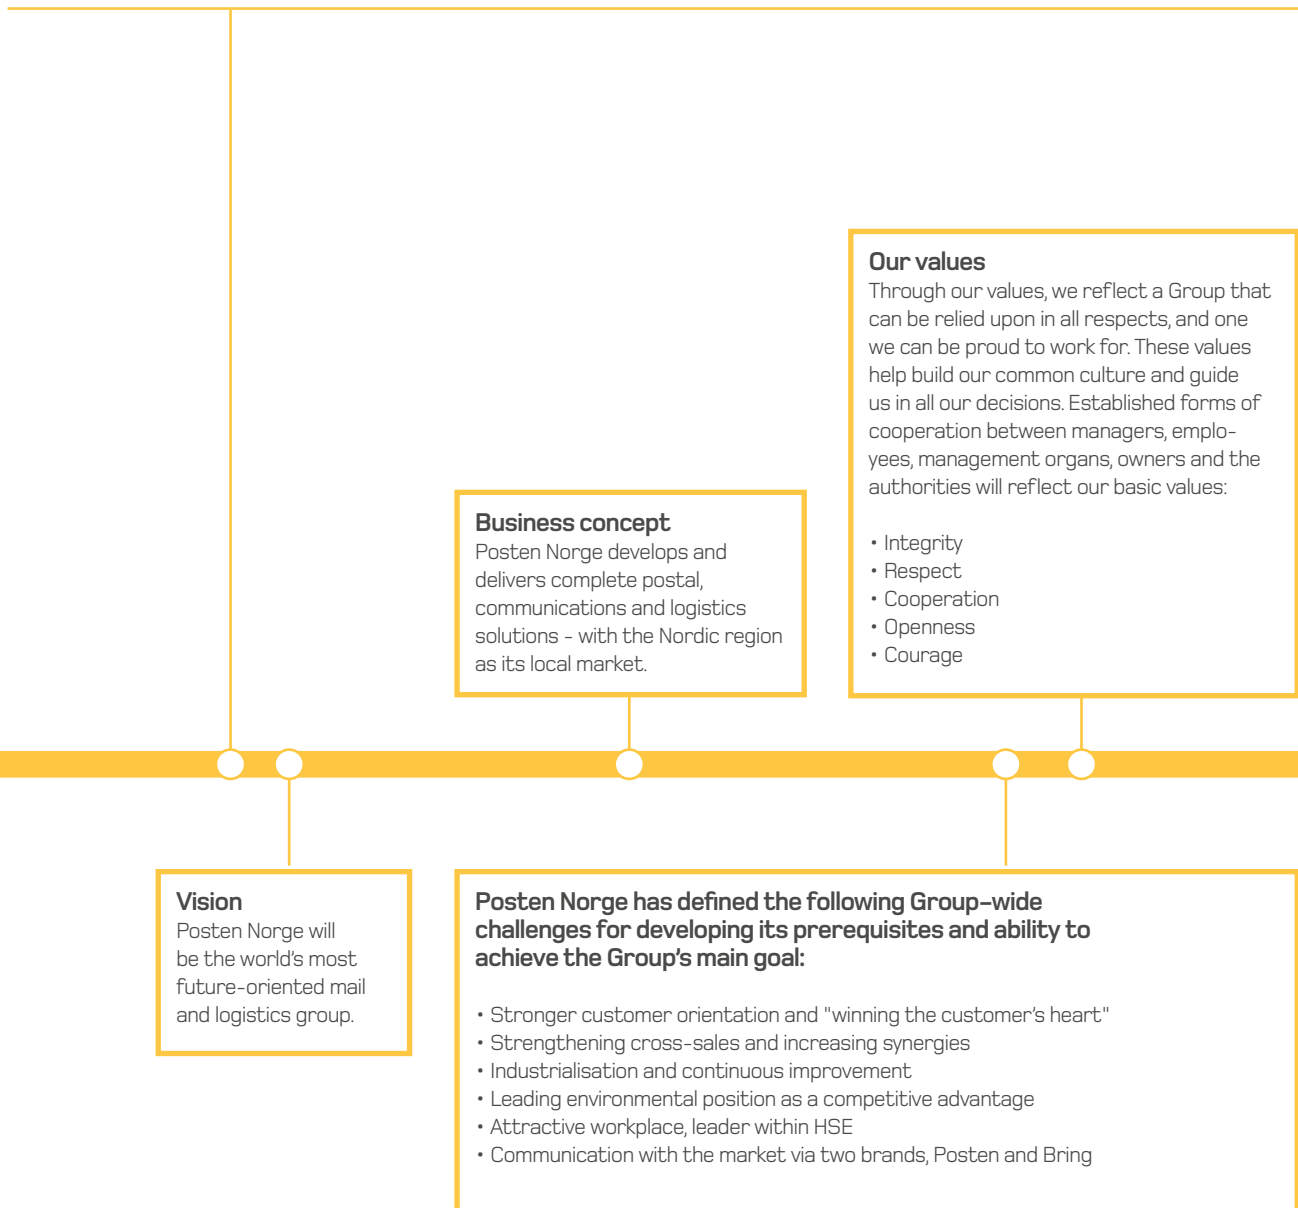 Our values
Through our values, we reflect a Group that
can be relied upon in all respects, and one
we can be proud to work for. These values
help build our common culture and guide
us in all our decisions. Established forms of
cooperation between managers, emplo-
yees, management organs, owners and the
authorities will reflect our basic values:
• Integrity
• Respect
• Cooperation
• Openness
• Courage
Business concept
Posten Norge develops and
delivers complete postal,
communications and logistics
solutions - with the Nordic region
as its local market.
Vision
Posten Norge will
be the world's most
future-oriented mail
and logistics group.
Posten Norge has defined the following Group-wide
challenges for developing its prerequisites and ability to
achieve the Group's main goal:
• Stronger customer orientation and "winning the customer's heart"
• Strengthening cross-sales and increasing synergies
• Industrialisation and continuous improvement
• Leading environmental position as a competitive advantage
• Attractive workplace, leader within HSE
• Communication with the market via two brands, Posten and Bring